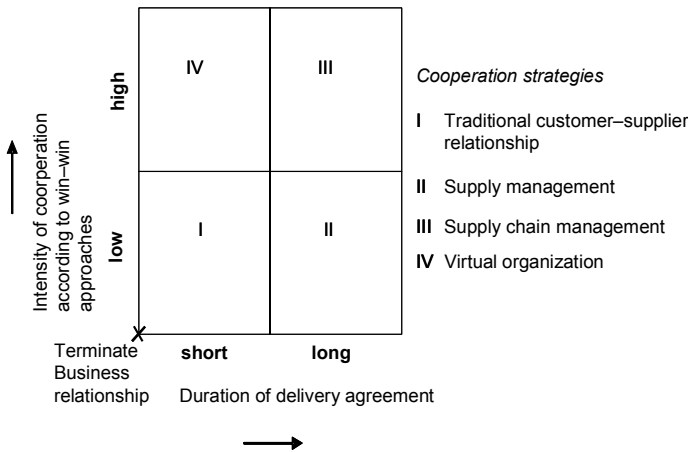 high
low
Intensity of coorperation
according to win–win
approaches
IV
III
I
II
Terminate
Business
relationship
short
long
Duration of delivery agreement
Cooperation strategies
I Traditional customer–supplier
relationship
II Supply management
III Supply chain management
IV Virtual organization